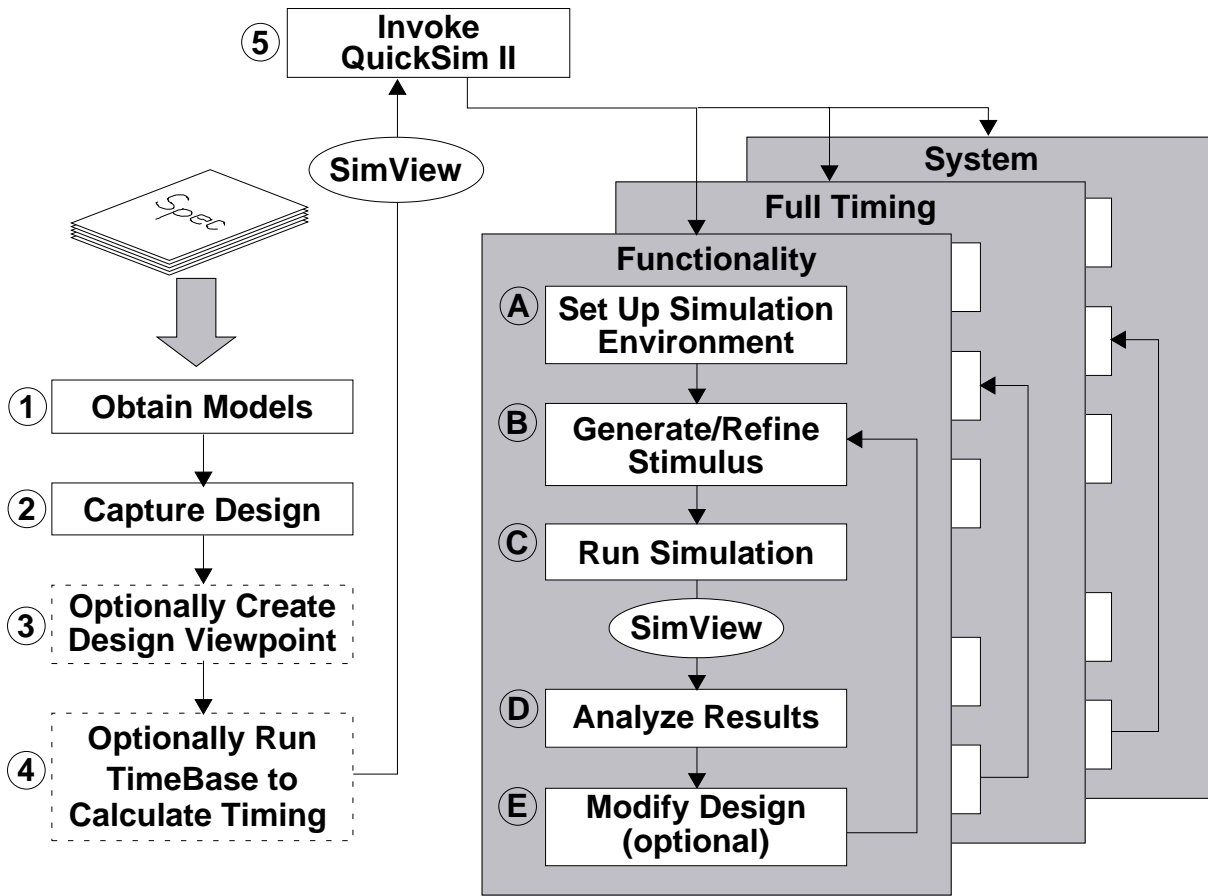 5
Invoke
QuickSim II
SimView
Spec
1
Obtain Models
2
Capture Design
3
Optionally Create
Design Viewpoint
4
Optionally Run
TimeBase to
Calculate Timing
System
Full Timing
Functionality
A
Set Up Simulation
Environment
B
Generate/Refine
Stimulus
C
Run Simulation
SimView
D
Analyze Results
E
Modify Design
(optional)